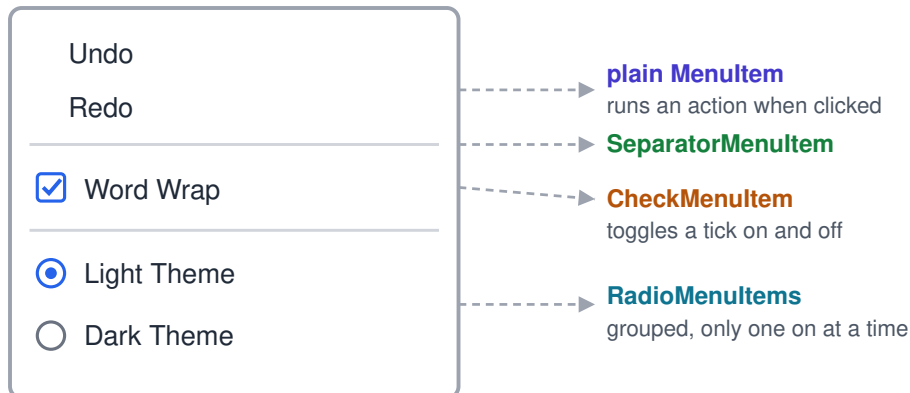 Undo
Redo
Word Wrap
Light Theme
Dark Theme
plain MenuItem
runs an action when clicked
SeparatorMenuItem
CheckMenuItem
toggles a tick on and off
RadioMenuItems
grouped, only one on at a time